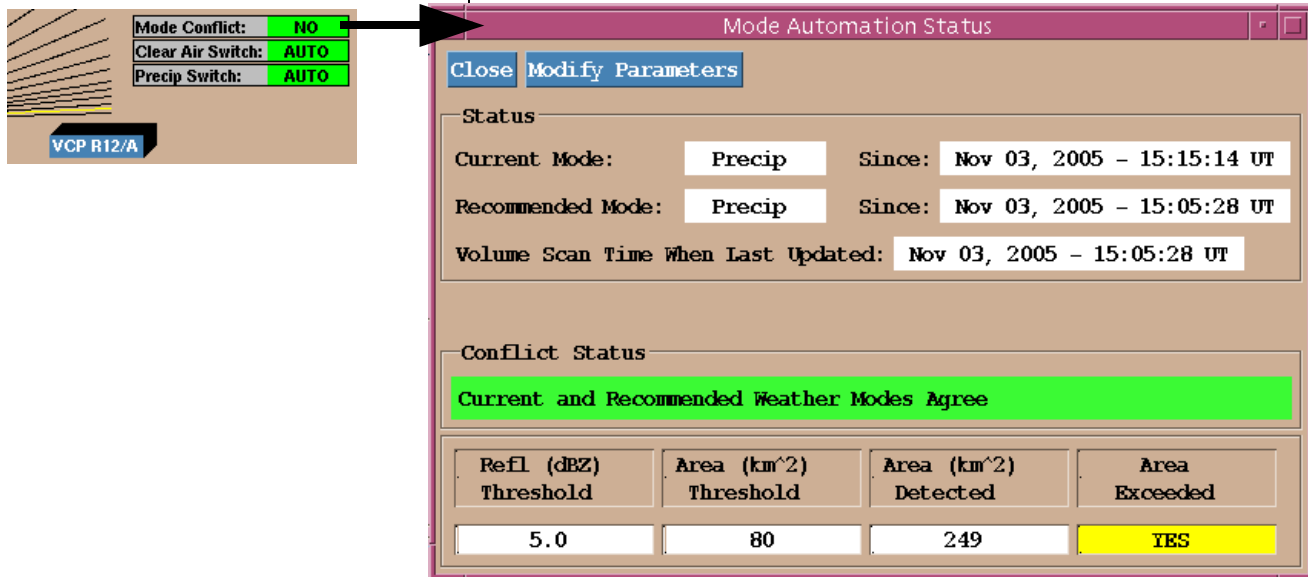 Mode Conflict: NO
Clear Air Switch: AUTO
Precip Switch: AUTO
VCP R12/A
Mode Automation Status
Close Modify Parameters
Status
Current Mode: Precip Since: Nov 03, 2005 - 15:15:14 UT
Recommended Mode: Precip Since: Nov 03, 2005 - 15:05:28 UT
Volume Scan Time When Last Updated: Nov 03, 2005 - 15:05:28 UT
Conflict Status
Current and Recommended Weather Modes Agree
Refl (dBZ) Area (km^2) Area (km^2) Area
Threshold Threshold Detected Exceeded
5.0 80 249 YES